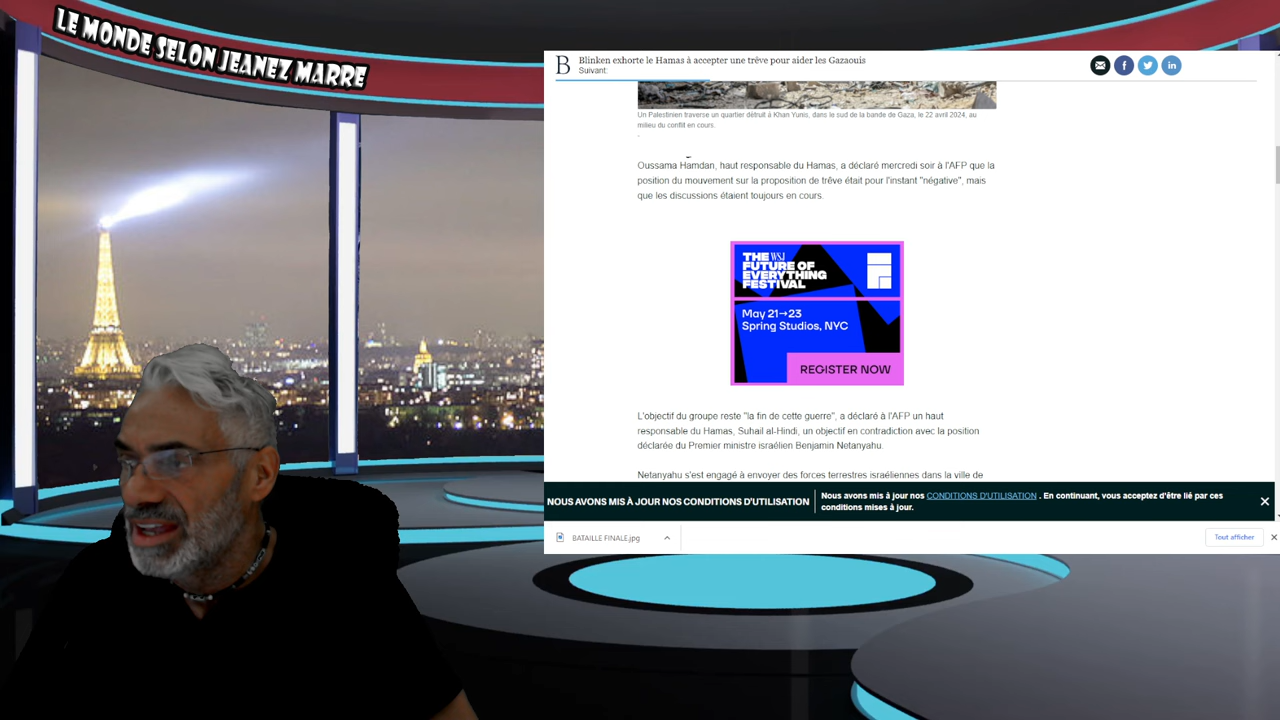 LE MONDE SELON JEANEZ MARRE
B
Blinken exhorte le Hamas à accepter une trêve pour aider les Gazaouis
Suivant:
Un Palestinien traverse un quartier détruit à Khan Yunis, dans le sud de la bande de Gaza, le 22 avril 2024, au
milieu du conflit en cours.
Oussama Hamdan, haut responsable du Hamas, a déclaré mercredi soir à l'AFP que la
position du mouvement sur la proposition de trêve était pour l'instant "négative", mais
que les discussions étaient toujours en cours.
THE WSJ
FUTURE OF
EVERYTHING
FESTIVAL
May 21→23
Spring Studios, NYC
REGISTER NOW
L'objectif du groupe reste "la fin de cette guerre", a déclaré à l'AFP un haut
responsable du Hamas, Suhail al-Hindi, un objectif en contradiction avec la position
déclarée du Premier ministre israélien Benjamin Netanyahu.
Netanyahu s'est engagé à envoyer des forces terrestres israéliennes dans la ville de
NOUS AVONS MIS À JOUR NOS CONDITIONS D'UTILISATION
Nous avons mis à jour nos CONDITIONS D'UTILISATION . En continuant, vous acceptez d'être lié par ces
conditions mises à jour.
BATAILLE FINALE.jpg
Tout afficher